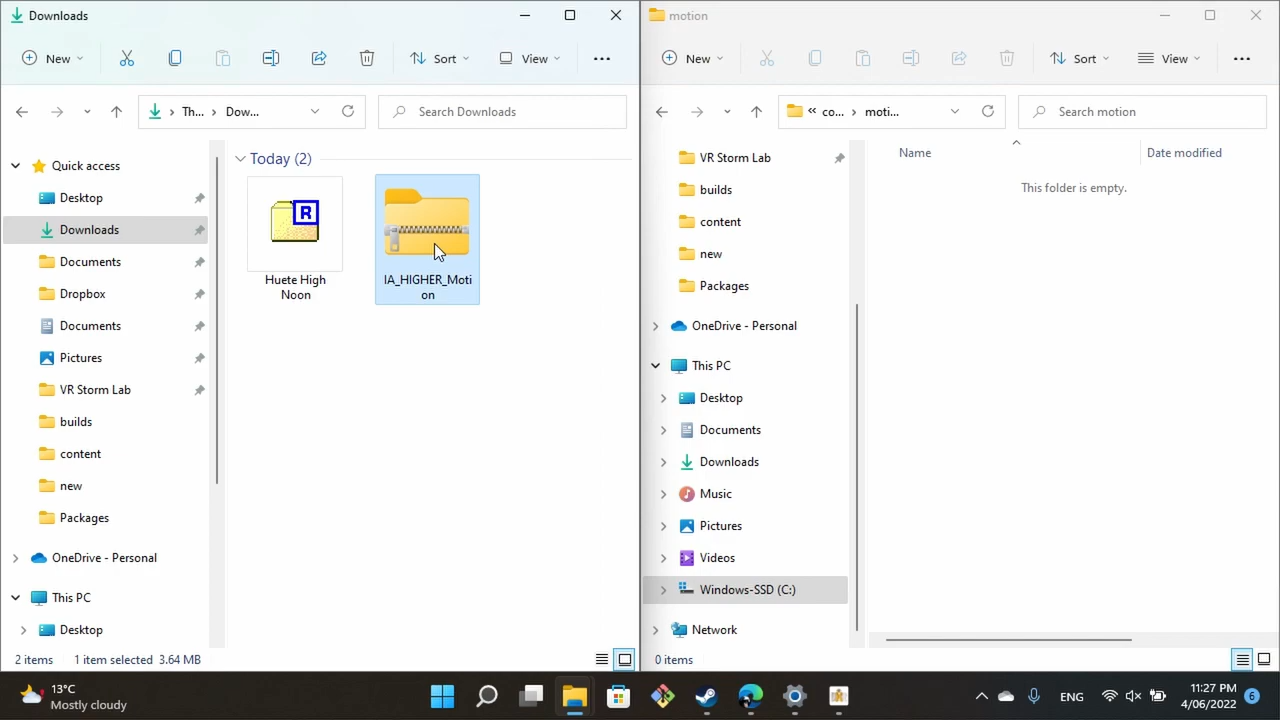 Downloads
New
Sort
View
Th...
Dow...
Search Downloads
Quick access
Desktop
Downloads
Documents
Dropbox
Documents
Pictures
VR Storm Lab
builds
content
new
Packages
OneDrive - Personal
This PC
Desktop
Today (2)
R
Huete High
Noon
IA_HIGHER_Moti
on
2 items
1 item selected 3.64 MB
motion
New
Sort
View
« co...
moti...
Search motion
VR Storm Lab
builds
content
new
Packages
OneDrive - Personal
This PC
Desktop
Documents
Downloads
Music
Pictures
Videos
Windows-SSD (C:)
Network
Name
Date modified
This folder is empty.
0 items
13°C
Mostly cloudy
ENG
11:27 PM
4/06/2022
6